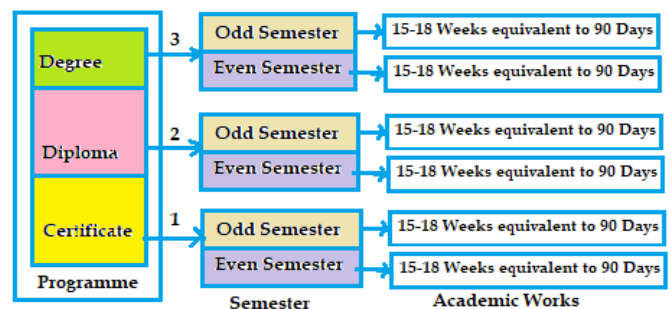 Degree
3
Odd Semester
15-18 Weeks equivalent to 90 Days
Even Semester
15-18 Weeks equivalent to 90 Days
Diploma
2
Odd Semester
15-18 Weeks equivalent to 90 Days
Even Semester
15-18 Weeks equivalent to 90 Days
Certificate
1
Odd Semester
15-18 Weeks equivalent to 90 Days
Even Semester
15-18 Weeks equivalent to 90 Days
Programme
Semester
Academic Works